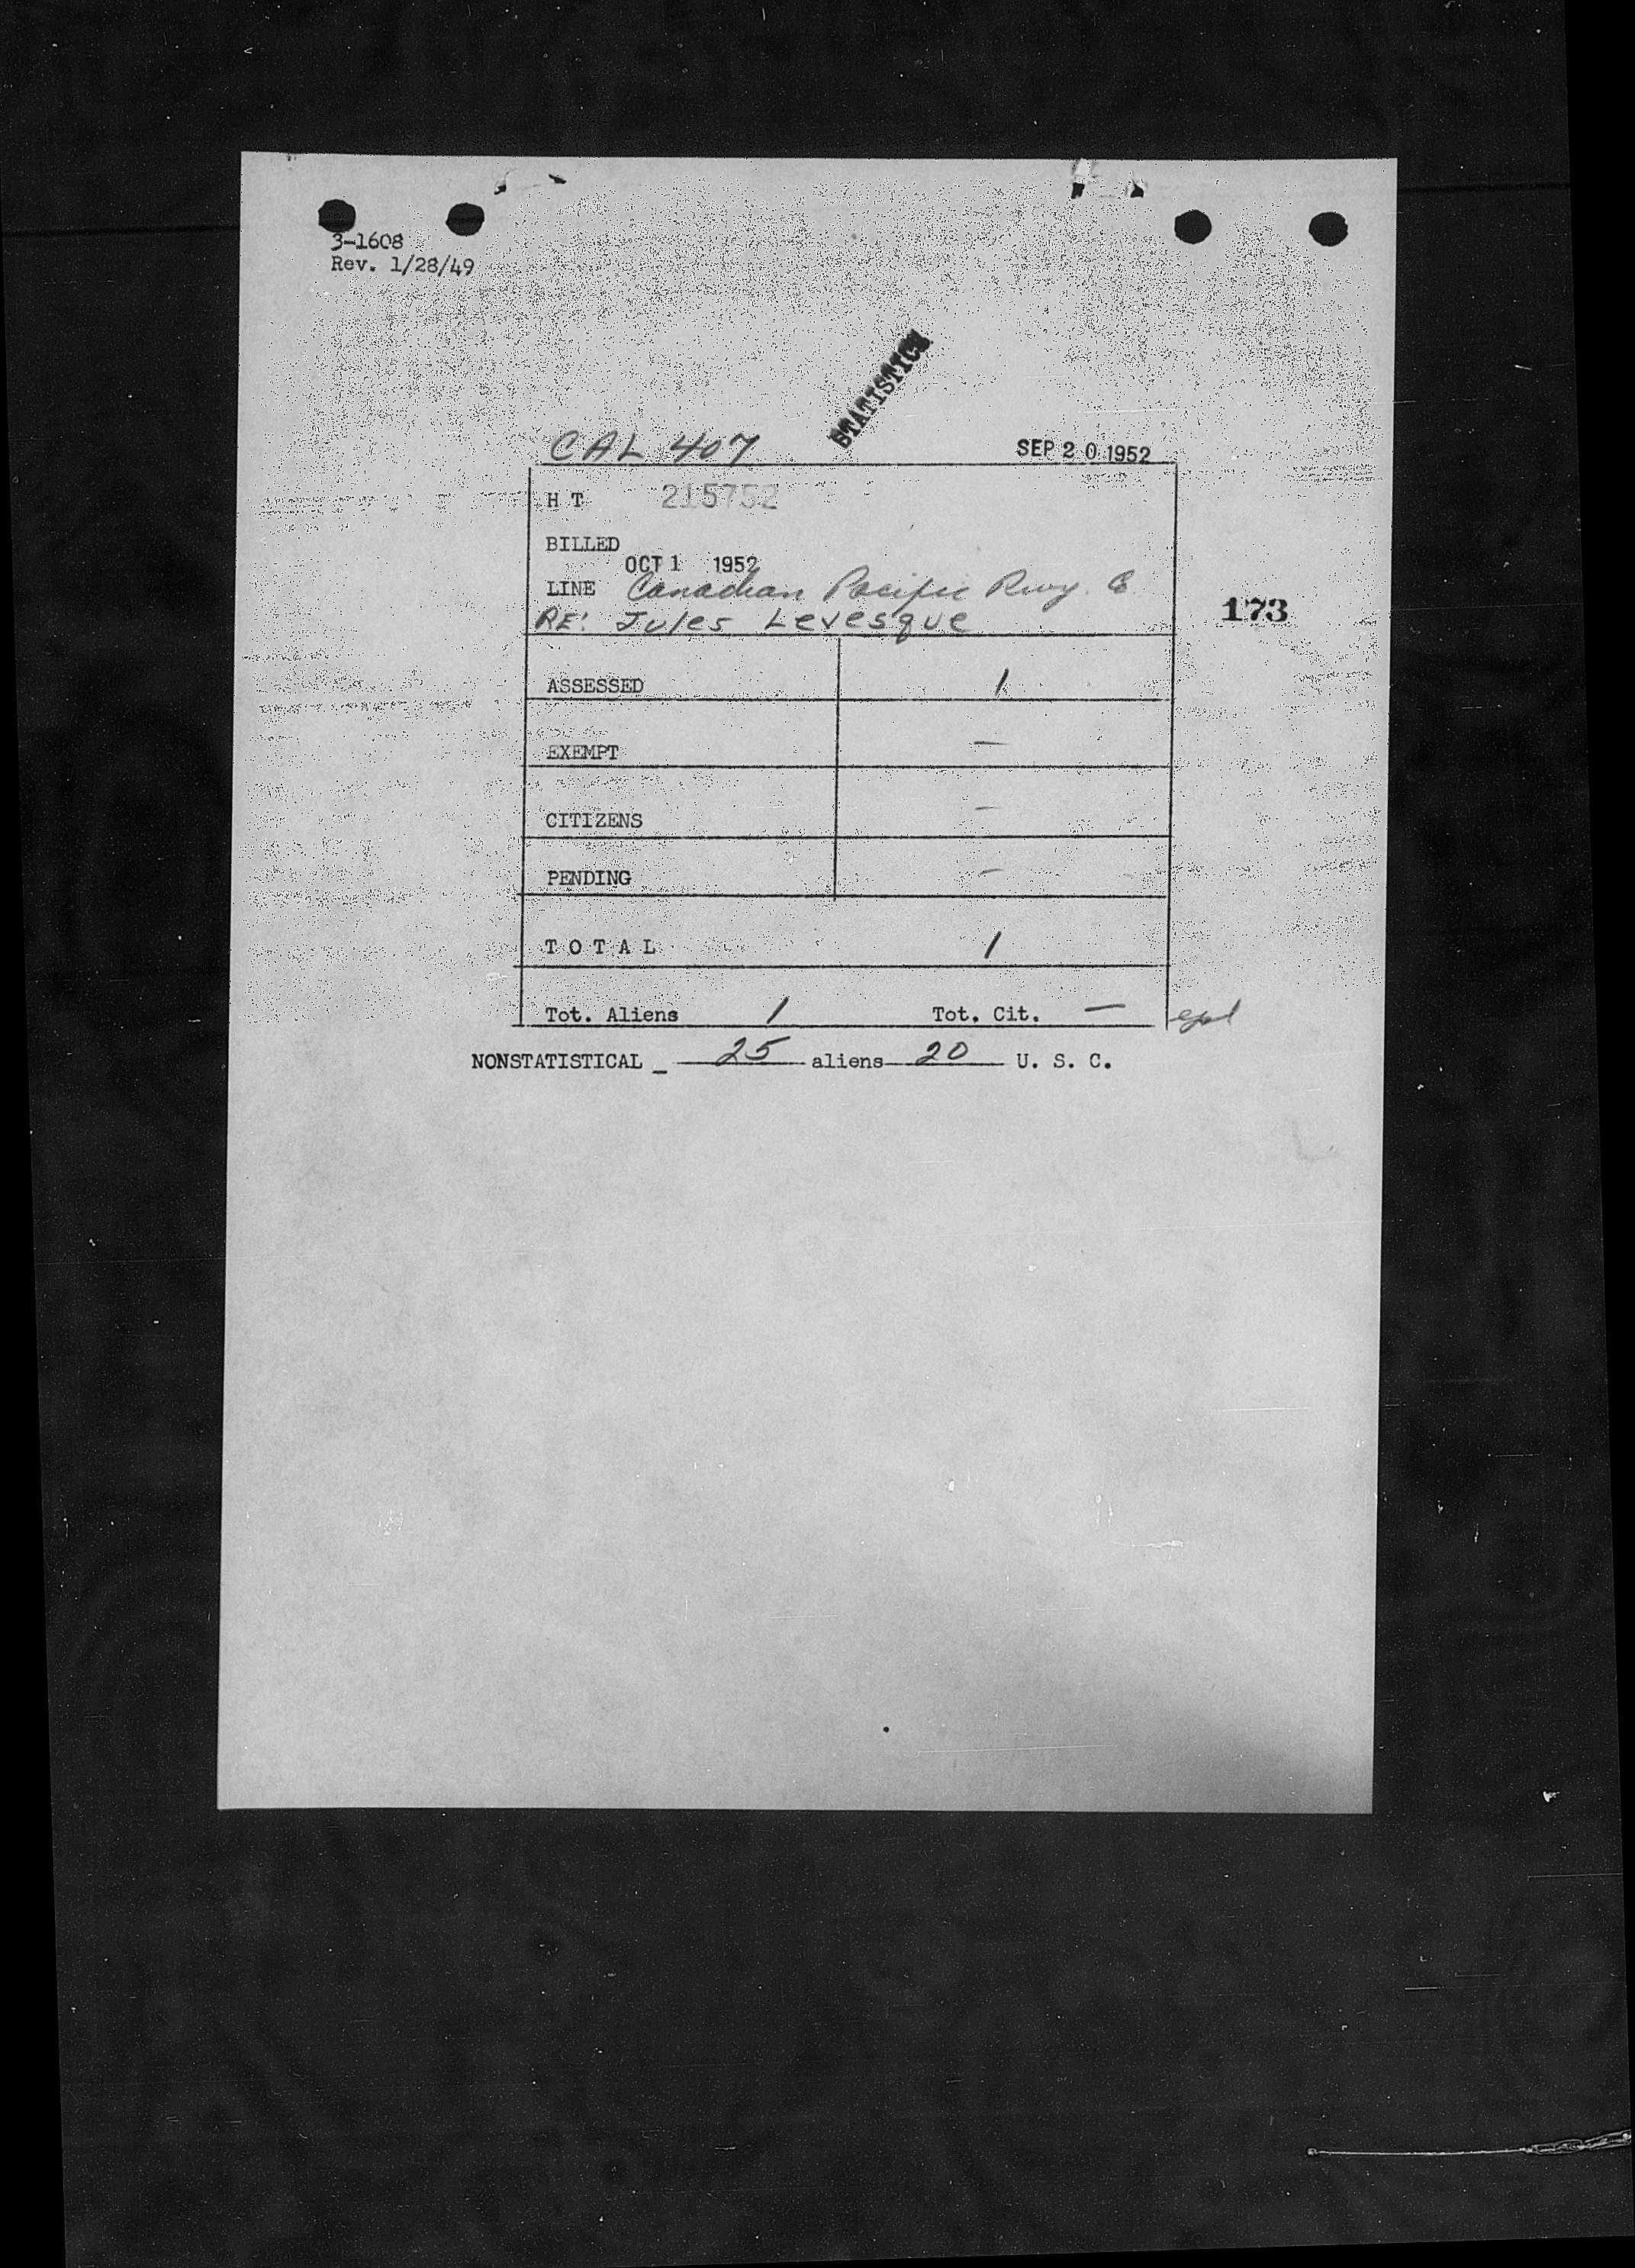 3-1608
Rev. 1/28/49
STATISTICS
CAL 407 SEP 20 1952
H T 215752
BILLED
OCT 1 1952
LINE Canadian Pacific Rwy. Co
RE: Jules Levesque
173
ASSESSED 1
EXEMPT —
CITIZENS —
PENDING —
T O T A L 1
Tot. Aliens 1 Tot. Cit. —
NONSTATISTICAL _ 25 aliens 20 U. S. C.